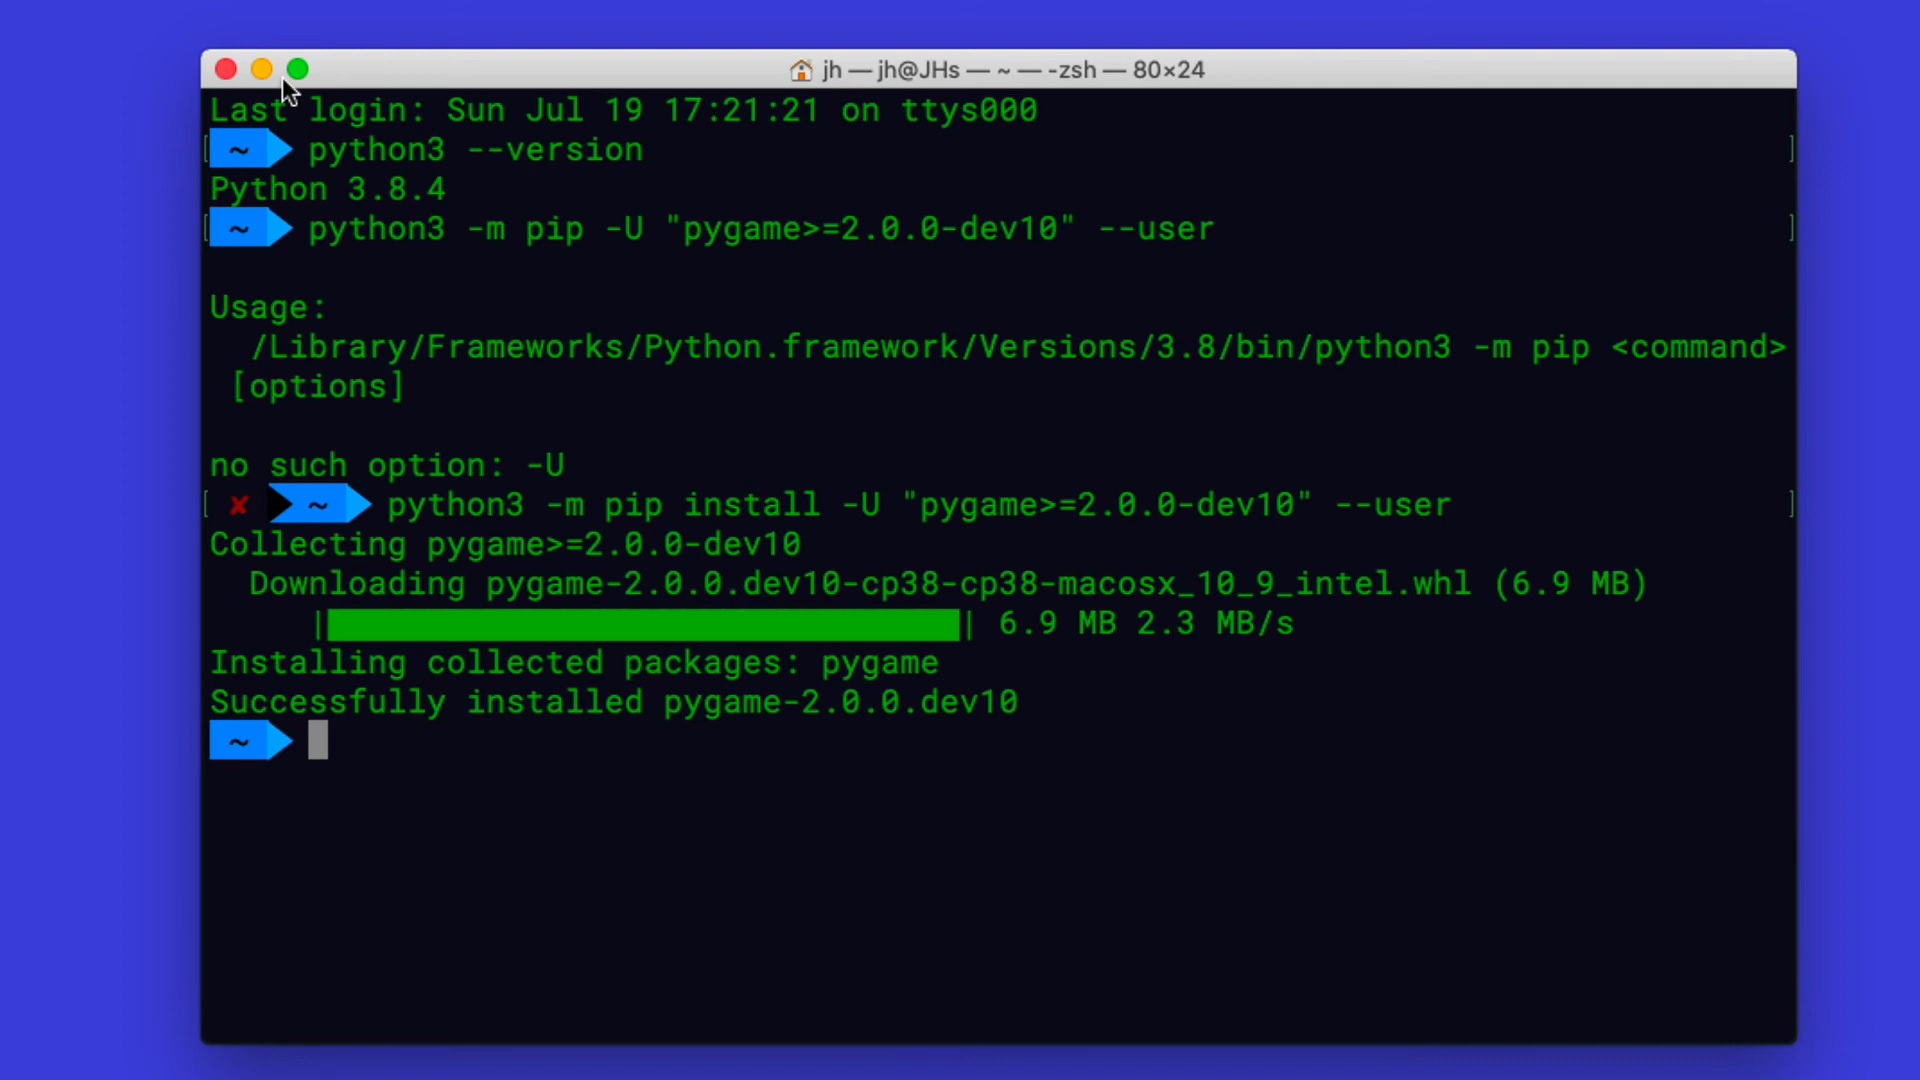 jh — jh@JHs — ~ — -zsh — 80×24
Last login: Sun Jul 19 17:21:21 on ttys000
[ ~ python3 --version ]
Python 3.8.4
[ ~ python3 -m pip -U "pygame>=2.0.0-dev10" --user ]
Usage:
/Library/Frameworks/Python.framework/Versions/3.8/bin/python3 -m pip <command>
[options]
no such option: -U
[ ✘ ~ python3 -m pip install -U "pygame>=2.0.0-dev10" --user ]
Collecting pygame>=2.0.0-dev10
Downloading pygame-2.0.0.dev10-cp38-cp38-macosx_10_9_intel.whl (6.9 MB)
|████████████████████████████████| 6.9 MB 2.3 MB/s
Installing collected packages: pygame
Successfully installed pygame-2.0.0.dev10
~